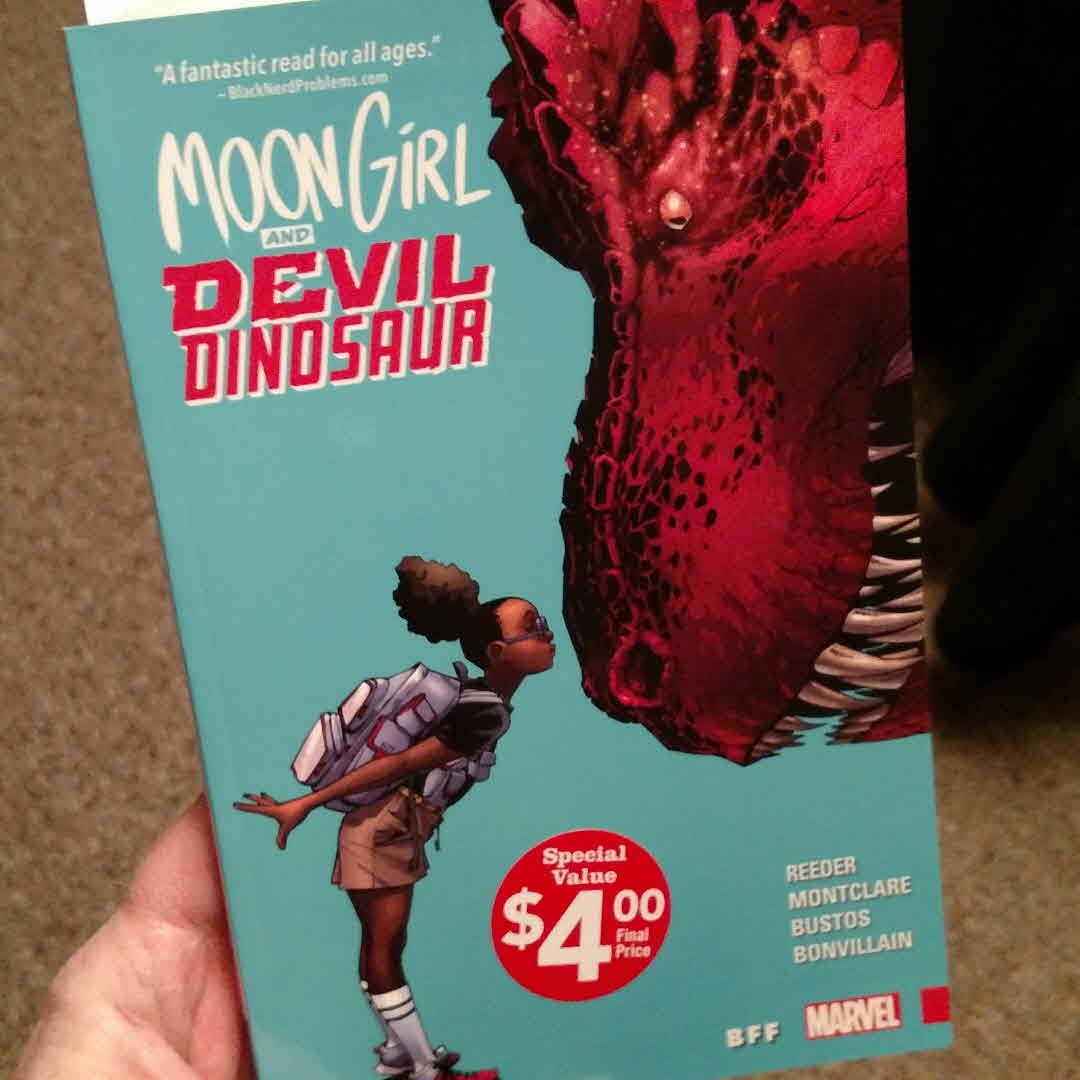 “A fantastic read for all ages.”
– BlackNerdProblems.com
MOON GiRL
AND
DEVIL
DINOSAUR
Special
Value
$4.00
Final
Price
REEDER
MONTCLARE
BUSTOS
BONVILLAIN
BFF MARVEL